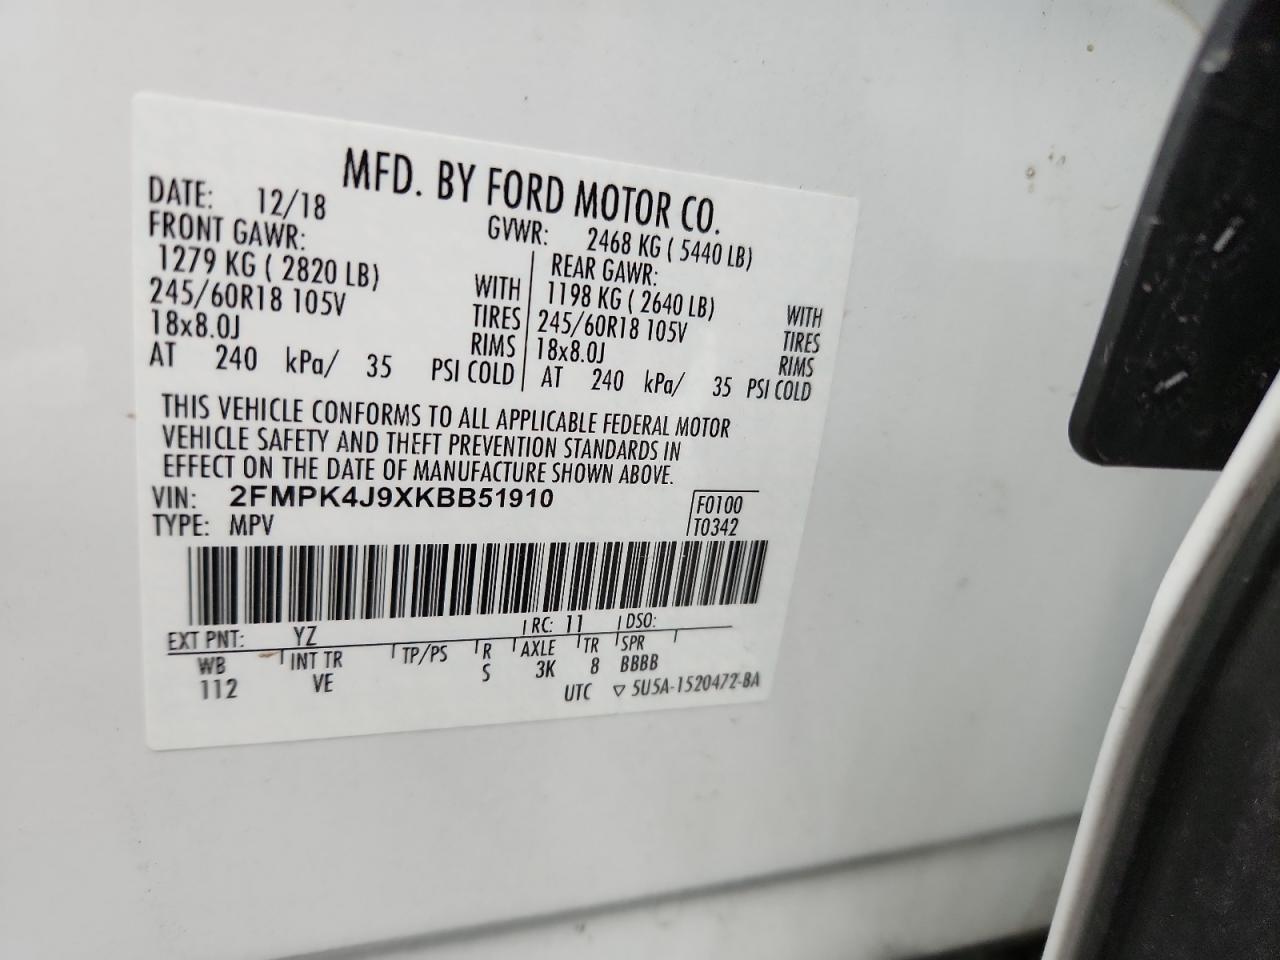 MFD. BY FORD MOTOR CO.
DATE: 12/18 GVWR: 2468 KG ( 5440 LB)
FRONT GAWR: REAR GAWR:
1279 KG ( 2820 LB) WITH 1198 KG ( 2640 LB) WITH
245/60R18 105V TIRES 245/60R18 105V TIRES
18x8.0J RIMS 18x8.0J RIMS
AT 240 kPa/ 35 PSI COLD AT 240 kPa/ 35 PSI COLD
THIS VEHICLE CONFORMS TO ALL APPLICABLE FEDERAL MOTOR
VEHICLE SAFETY AND THEFT PREVENTION STANDARDS IN
EFFECT ON THE DATE OF MANUFACTURE SHOWN ABOVE.
VIN: 2FMPK4J9XKBB51910 F0100
TYPE: MPV T0342
EXT PNT: YZ RC: 11 DSO:
WB INT TR TP/PS R AXLE TR SPR
112 VE S 3K 8 BBBB
UTC ▽ 5U5A-1520472-BA